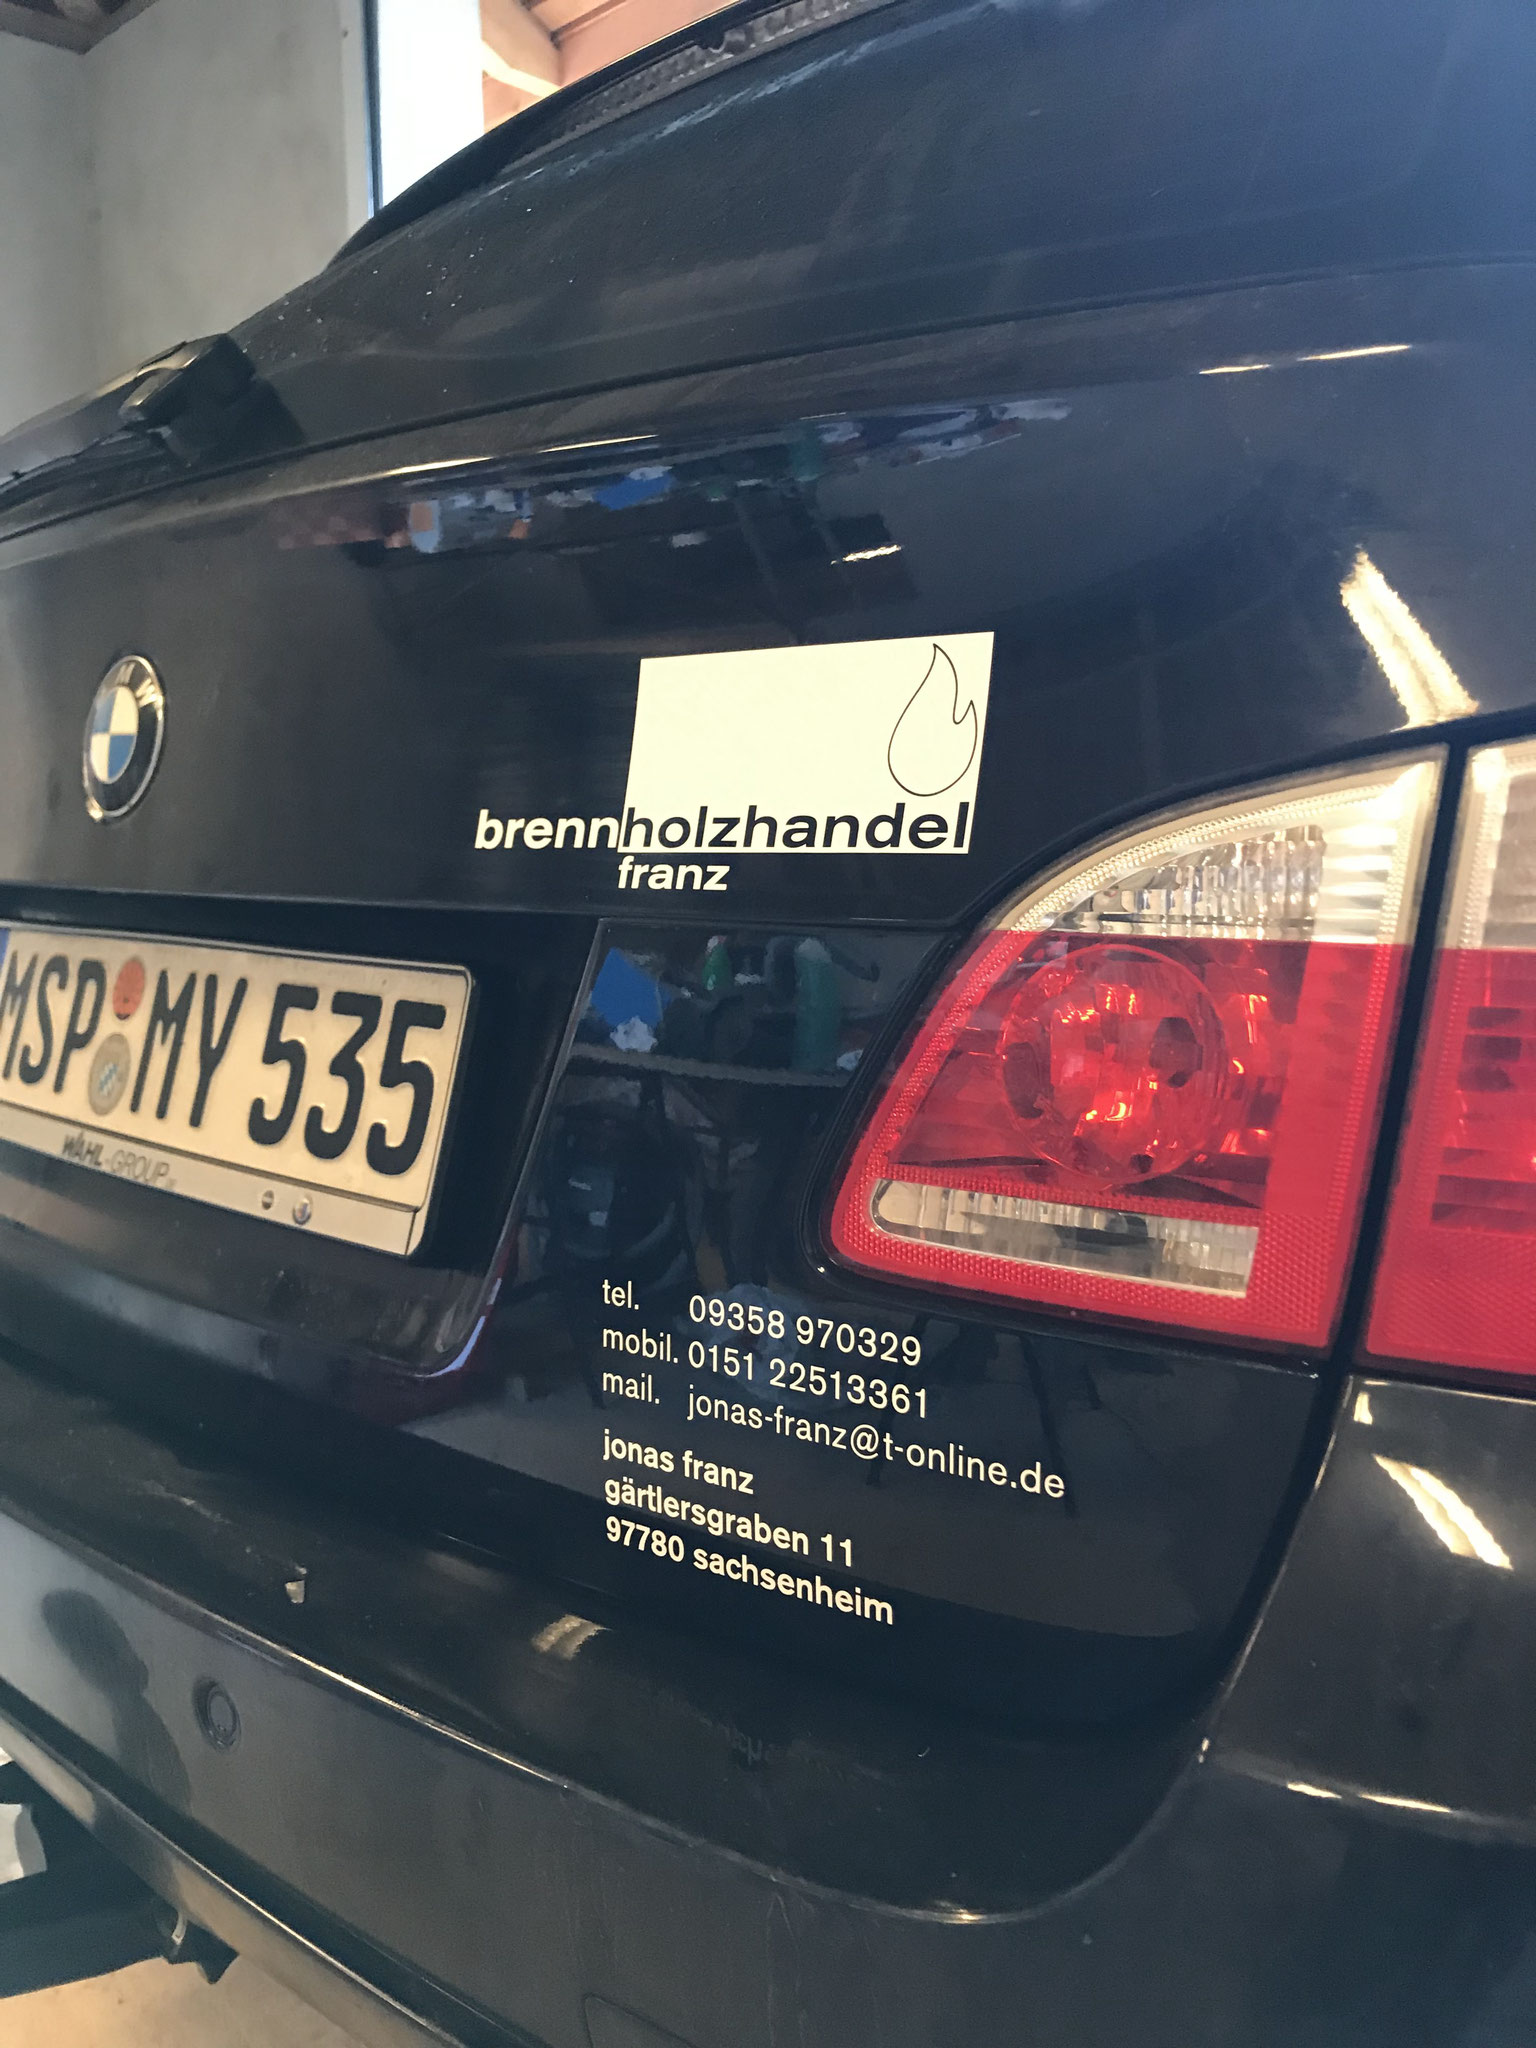 brennholzhandel
franz
MSP MY 535
WAHL-GROUP
tel. 09358 970329
mobil. 0151 22513361
mail. jonas-franz@t-online.de
jonas franz
gärtlersgraben 11
97780 sachsenheim